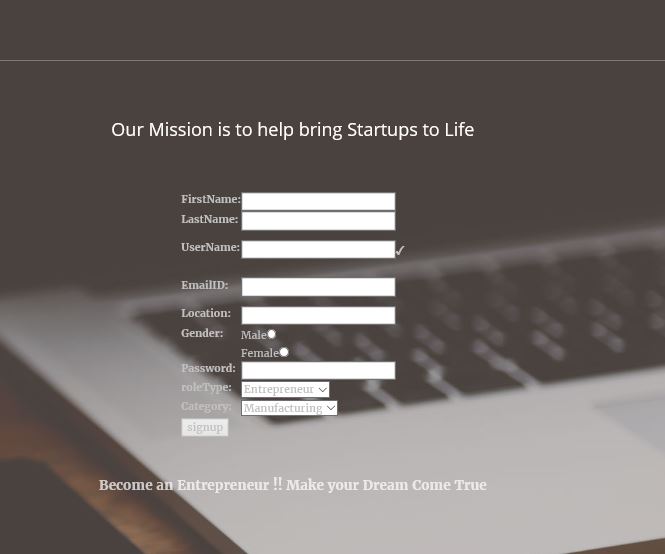 Our Mission is to help bring Startups to Life
FirstName:
LastName:
UserName: ✓
EmailID:
Location:
Gender: Male
Female
Password:
roleType: Entrepreneur
Category: Manufacturing
signup
Become an Entrepreneur !! Make your Dream Come True